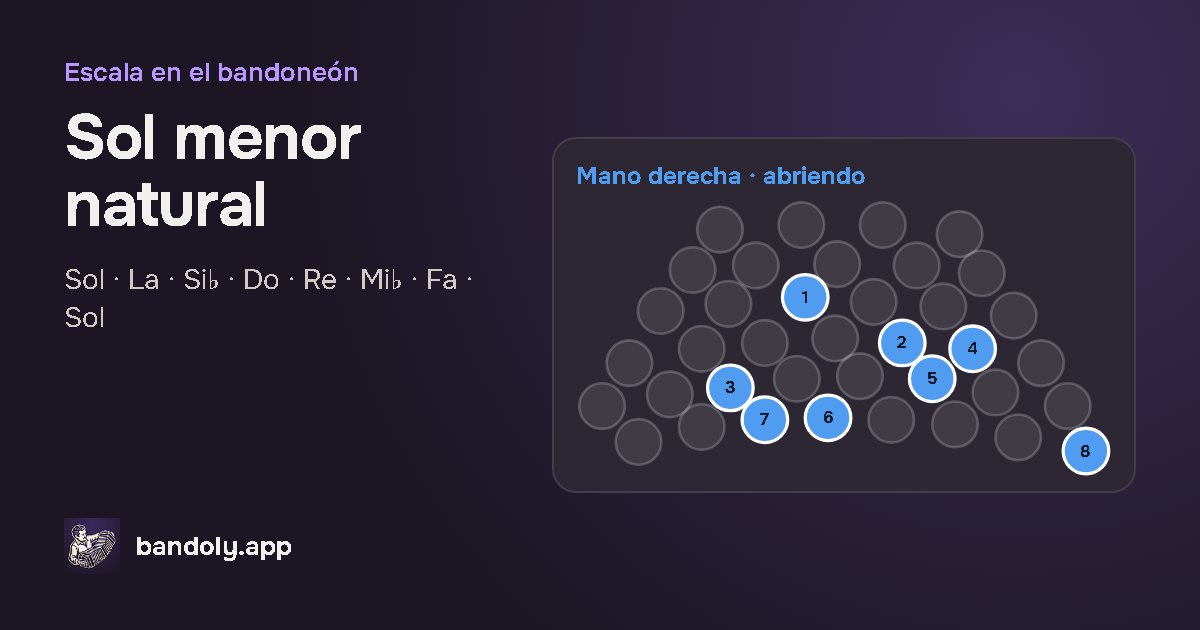 Escala en el bandoneón
Sol menor
natural
Sol · La · Si♭ · Do · Re · Mi♭ · Fa ·
Sol
Mano derecha · abriendo
1
2
4
5
3
7
6
8
bandoly.app